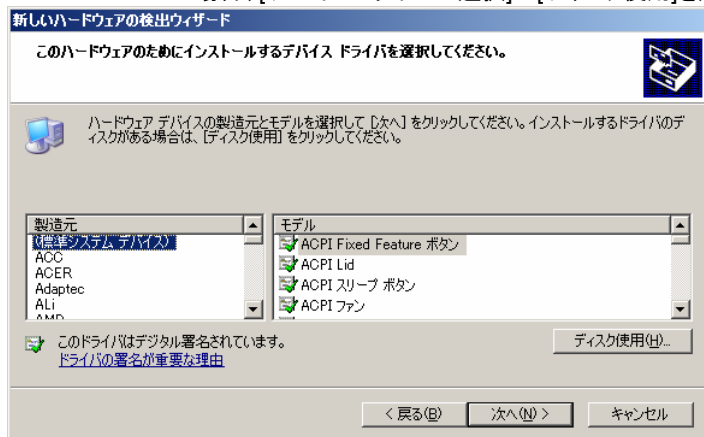 新しいハードウェアの検出ウィザード
このハードウェアのためにインストールするデバイス ドライバを選択してください。
ハードウェア デバイスの製造元とモデルを選択して [次へ] をクリックしてください。インストールするドライバのデ
ィスクがある場合は、[ディスク使用] をクリックしてください。
製造元
(標準システム デバイス)
ACC
ACER
Adaptec
ALi
AMD
モデル
ACPI Fixed Feature ボタン
ACPI Lid
ACPI スリープ ボタン
ACPI ファン
このドライバはデジタル署名されています。
ドライバの署名が重要な理由
ディスク使用(H)...
< 戻る(B)
次へ(N) >
キャンセル